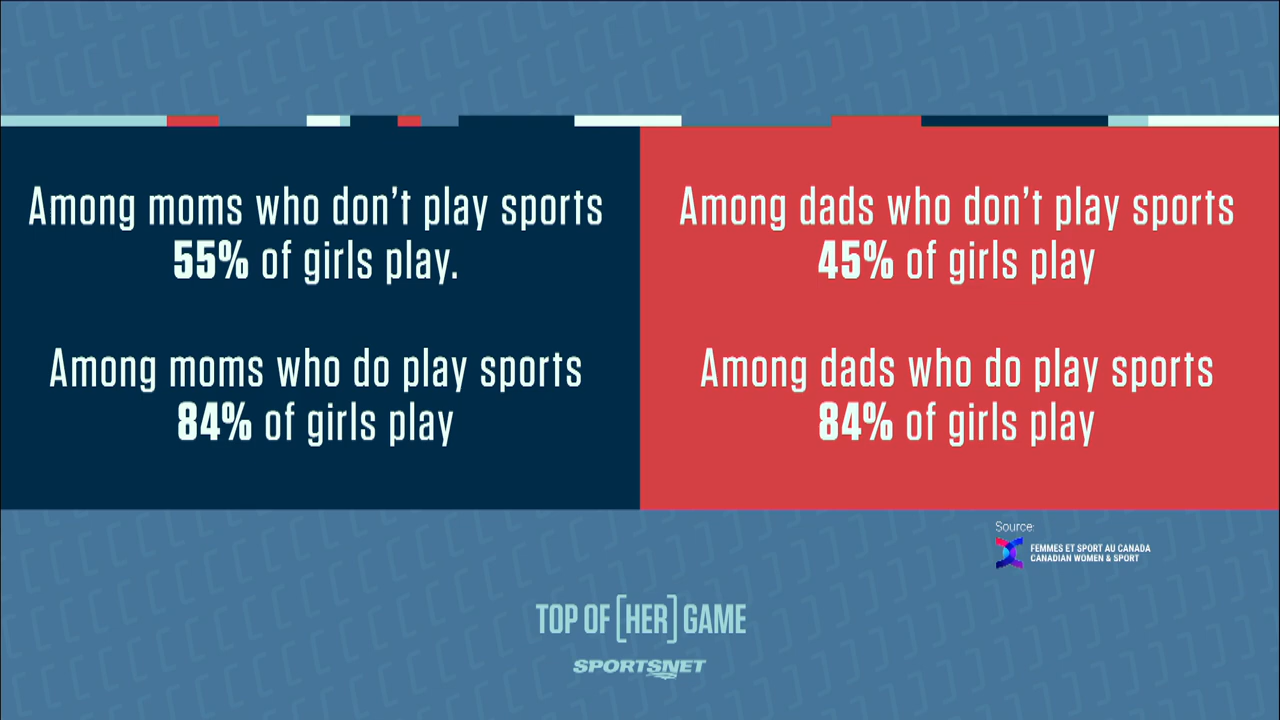 Among moms who don't play sports
55% of girls play.
Among moms who do play sports
84% of girls play
Among dads who don't play sports
45% of girls play
Among dads who do play sports
84% of girls play
Source:
FEMMES ET SPORT AU CANADA
CANADIAN WOMEN & SPORT
TOP OF [HER] GAME
SPORTSNET